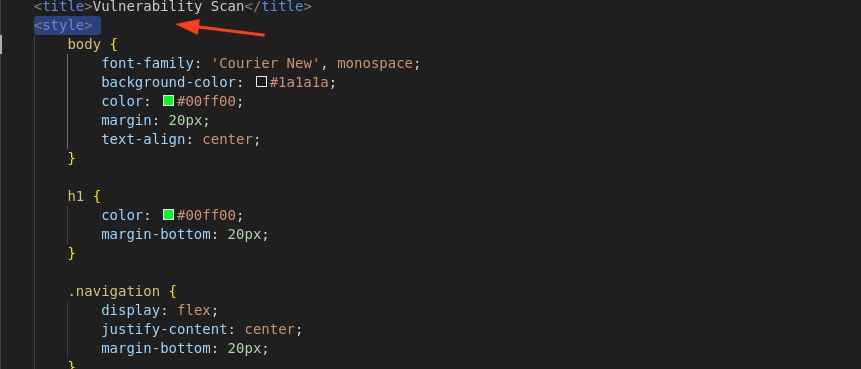 <title>Vulnerability Scan</title>
<style>
body {
font-family: 'Courier New', monospace;
background-color: #1a1a1a;
color: #00ff00;
margin: 20px;
text-align: center;
}
h1 {
color: #00ff00;
margin-bottom: 20px;
}
.navigation {
display: flex;
justify-content: center;
margin-bottom: 20px;
}